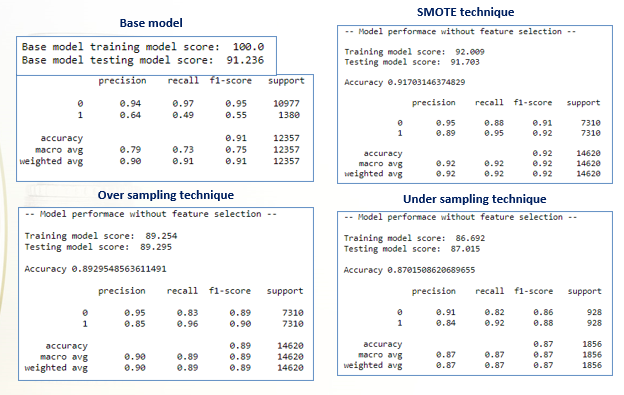 Base model
Base model training model score:  100.0
Base model testing model score:  91.236
precision recall f1-score support
0 0.94 0.97 0.95 10977
1 0.64 0.49 0.55 1380
accuracy 0.91 12357
macro avg 0.79 0.73 0.75 12357
weighted avg 0.90 0.91 0.91 12357
SMOTE technique
-- Model performace without feature selection --
Training model score:  92.009
Testing model score:  91.703
Accuracy 0.91703146374829
precision recall f1-score support
0 0.95 0.88 0.91 7310
1 0.89 0.95 0.92 7310
accuracy 0.92 14620
macro avg 0.92 0.92 0.92 14620
weighted avg 0.92 0.92 0.92 14620
Over sampling technique
-- Model performace without feature selection --
Training model score:  89.254
Testing model score:  89.295
Accuracy 0.8929548563611491
precision recall f1-score support
0 0.95 0.83 0.89 7310
1 0.85 0.96 0.90 7310
accuracy 0.89 14620
macro avg 0.90 0.89 0.89 14620
weighted avg 0.90 0.89 0.89 14620
Under sampling technique
-- Model performace without feature selection --
Training model score:  86.692
Testing model score:  87.015
Accuracy 0.8701508620689655
precision recall f1-score support
0 0.91 0.82 0.86 928
1 0.84 0.92 0.88 928
accuracy 0.87 1856
macro avg 0.87 0.87 0.87 1856
weighted avg 0.87 0.87 0.87 1856